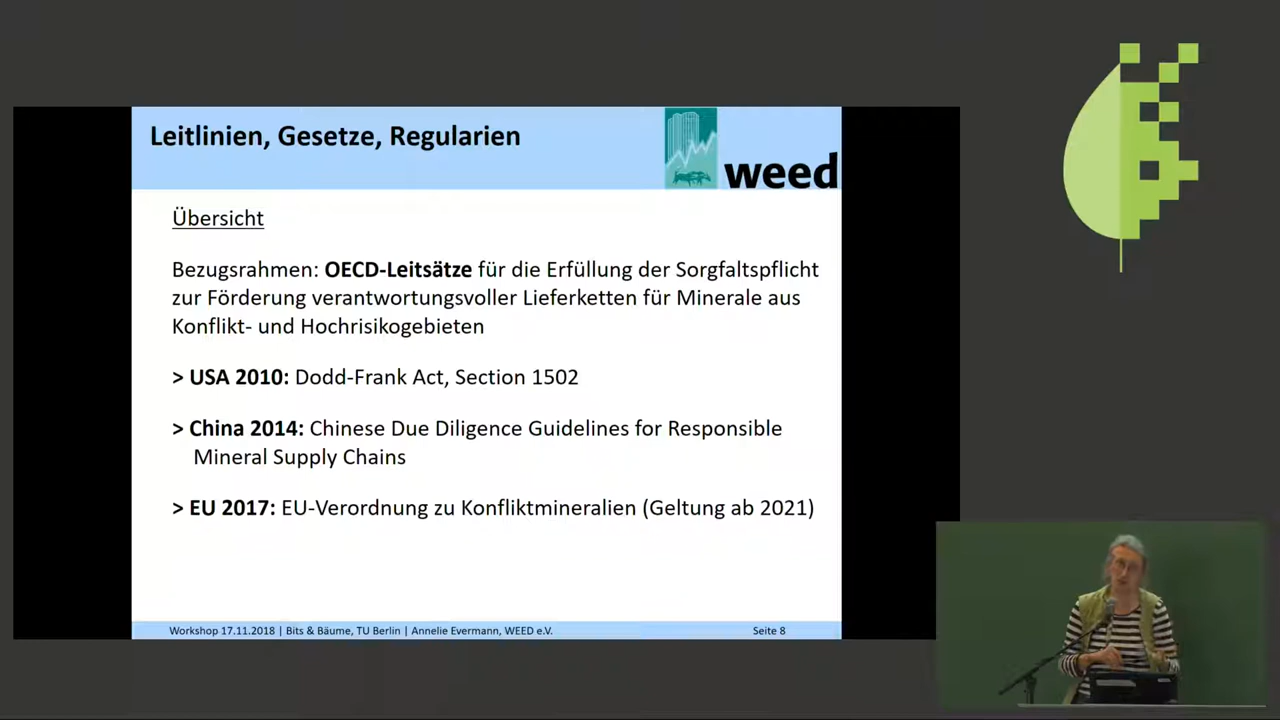 Leitlinien, Gesetze, Regularien
weed
Übersicht
Bezugsrahmen: OECD-Leitsätze für die Erfüllung der Sorgfaltspflicht
zur Förderung verantwortungsvoller Lieferketten für Minerale aus
Konflikt- und Hochrisikogebieten
> USA 2010: Dodd-Frank Act, Section 1502
> China 2014: Chinese Due Diligence Guidelines for Responsible
Mineral Supply Chains
> EU 2017: EU-Verordnung zu Konfliktmineralien (Geltung ab 2021)
Workshop 17.11.2018 | Bits & Bäume, TU Berlin | Annelie Evermann, WEED e.V. Seite 8